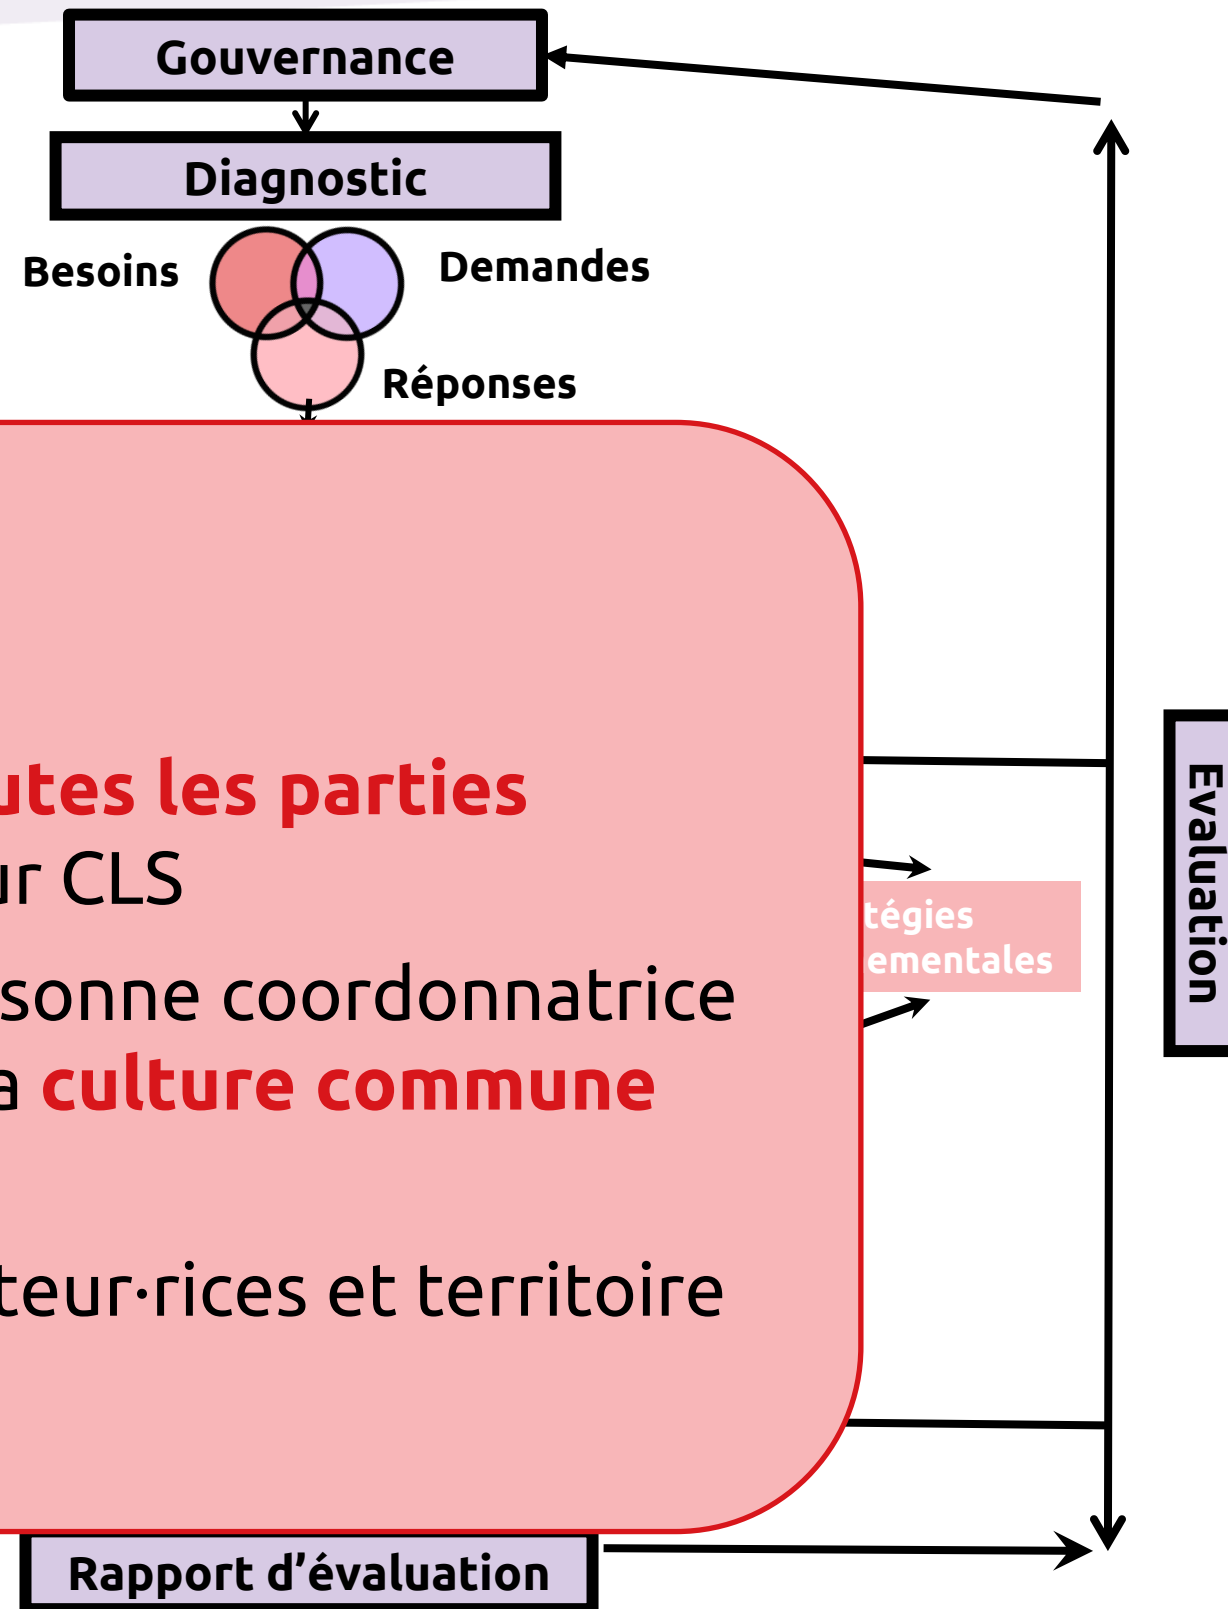 Gouvernance
Diagnostic
Besoins
Demandes
Réponses
utes les parties
ur CLS
sonne coordonnatrice
a culture commune
teur·rices et territoire
tégies
ementales
Evaluation
Rapport d’évaluation